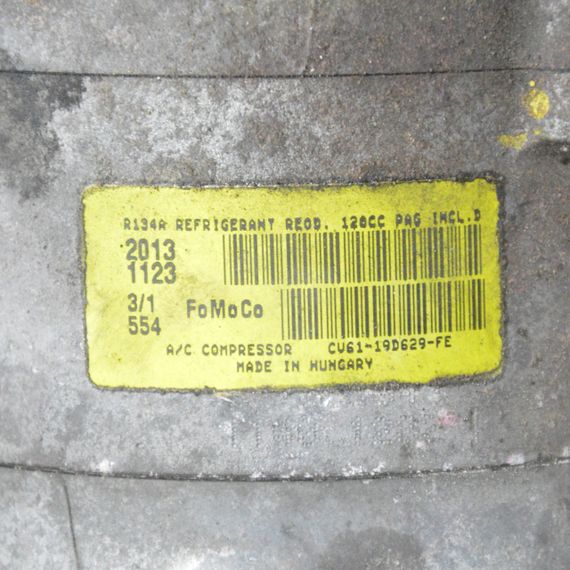 R134A REFRIGERANT REQD. 120CC PAG INCL.D
2013
1123
3/1 FoMoCo
554
A/C COMPRESSOR CV61-19D629-FE
MADE IN HUNGARY